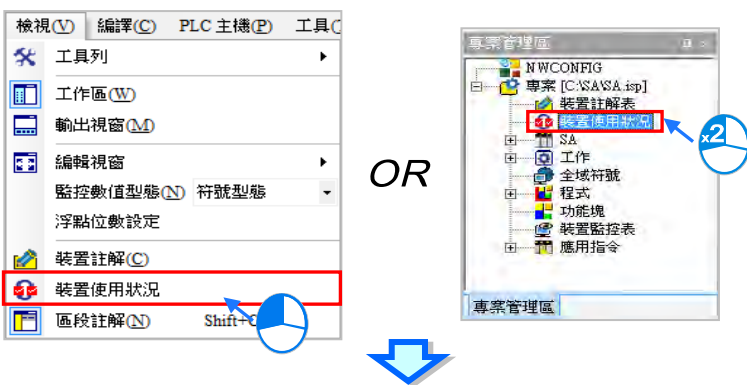 檢視(V) 編譯(C) PLC 主機(P) 工具(
工具列
工作區(W)
輸出視窗(M)
編輯視窗
監控數值型態(N) 符號型態
浮點位數設定
裝置註解(C)
裝置使用狀況
區段註解(N) Shift+
OR
專案管理區
NWCONFIG
專案 [C:\SA\SA.isp]
裝置註解表
裝置使用狀況
SA
工作
全域符號
程式
功能塊
裝置監控表
應用指令
專案管理區
x2